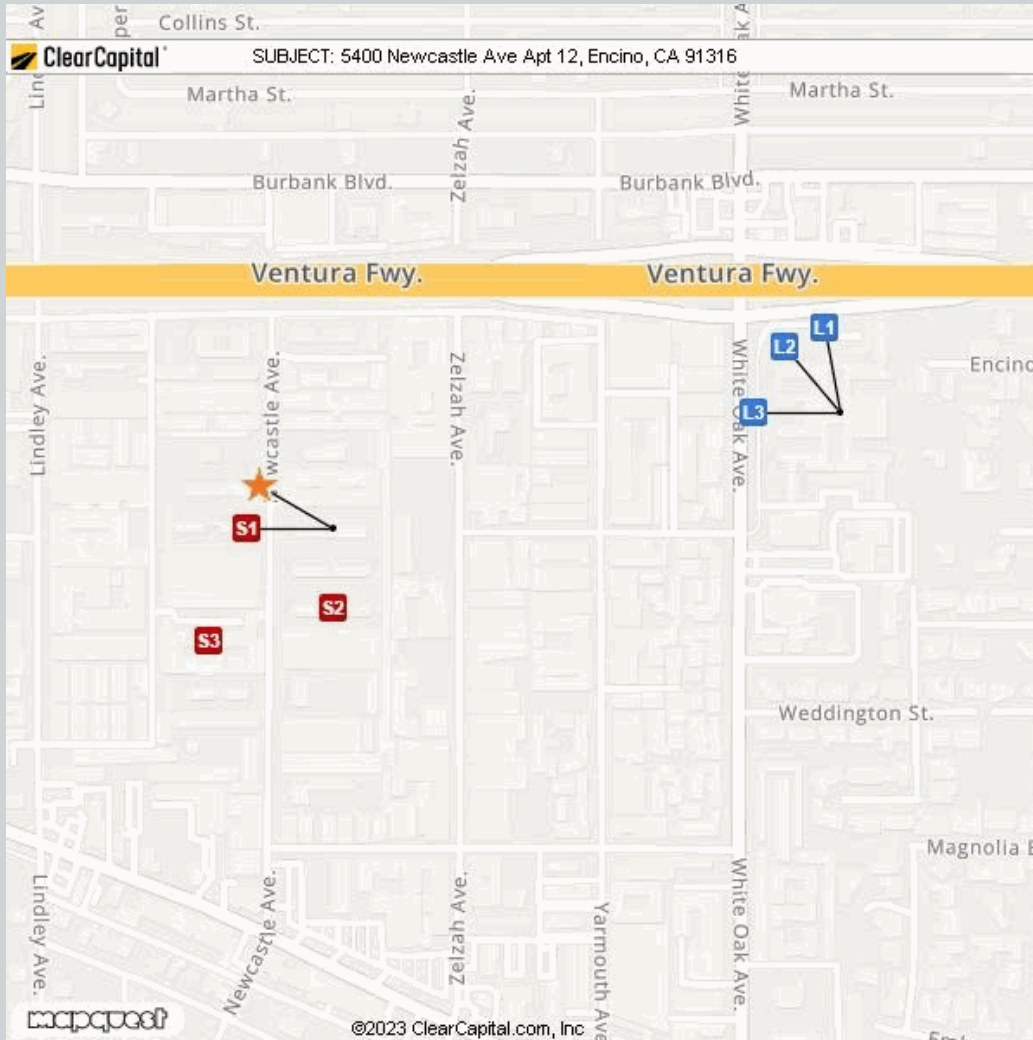 Collins St.
ClearCapital
SUBJECT: 5400 Newcastle Ave Apt 12, Encino, CA 91316
Martha St.
Martha St.
Zelzah Ave.
Burbank Blvd.
Burbank Blvd.
Ventura Fwy.
Ventura Fwy.
L1
L2
L3
Encino
Lindley Ave.
wcastle Ave.
Zelzah Ave.
White Oak Ave.
S1
S2
S3
Weddington St.
Magnolia B
Lindley Ave.
Newcastle Ave.
Zelzah Ave.
Yarmouth Ave
White Oak Ave.
mapquest
©2023 ClearCapital.com, Inc